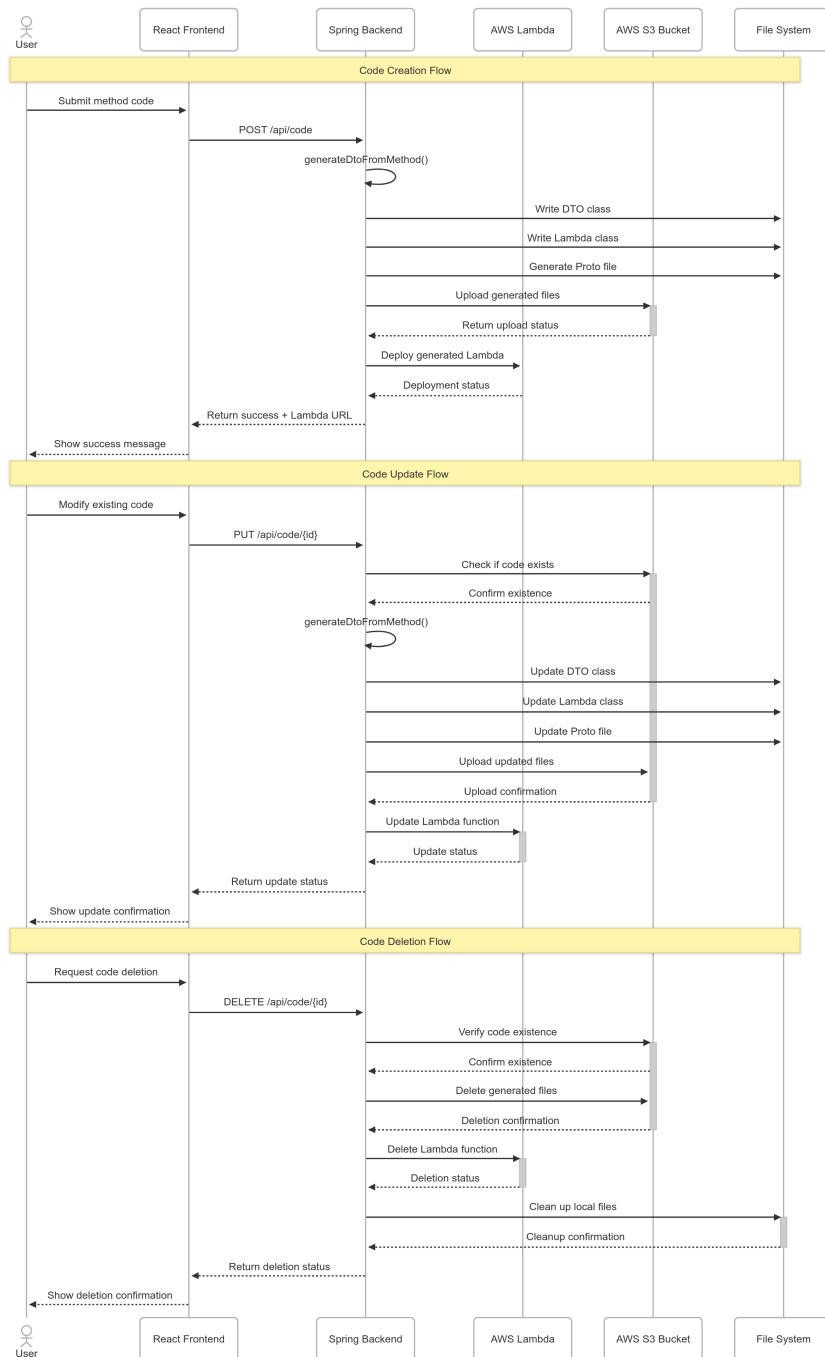 User
React Frontend
Spring Backend
AWS Lambda
AWS S3 Bucket
File System
Code Creation Flow
Submit method code
POST /api/code
generateDtoFromMethod()
Write DTO class
Write Lambda class
Generate Proto file
Upload generated files
Return upload status
Deploy generated Lambda
Deployment status
Return success + Lambda URL
Show success message
Code Update Flow
Modify existing code
PUT /api/code/{id}
Check if code exists
Confirm existence
generateDtoFromMethod()
Update DTO class
Update Lambda class
Update Proto file
Upload updated files
Upload confirmation
Update Lambda function
Update status
Return update status
Show update confirmation
Code Deletion Flow
Request code deletion
DELETE /api/code/{id}
Verify code existence
Confirm existence
Delete generated files
Deletion confirmation
Delete Lambda function
Deletion status
Clean up local files
Cleanup confirmation
Return deletion status
Show deletion confirmation
User
React Frontend
Spring Backend
AWS Lambda
AWS S3 Bucket
File System